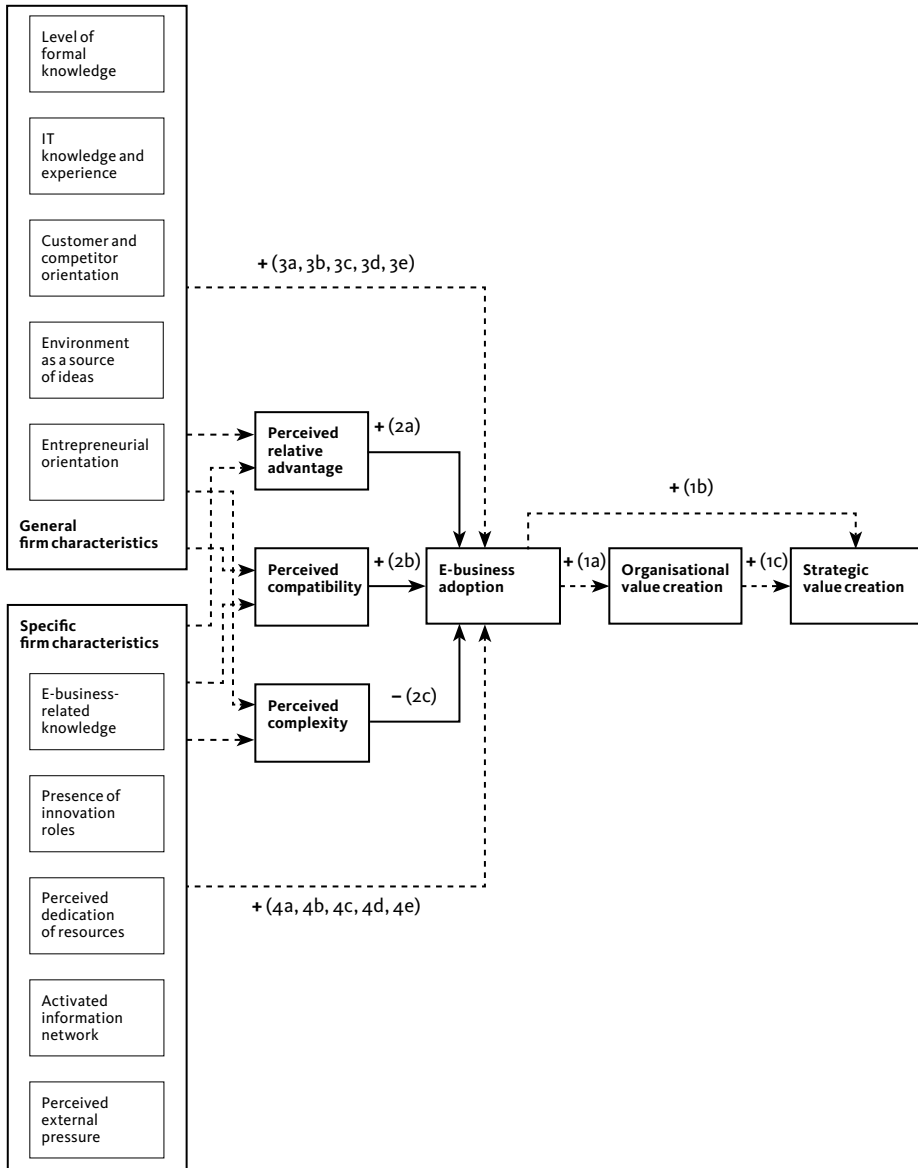 Level of
formal
knowledge
IT
knowledge and
experience
Customer and
competitor
orientation
Environment
as a source
of ideas
Entrepreneurial
orientation
General
firm characteristics
Specific
firm characteristics
E-business-
related
knowledge
Presence of
innovation
roles
Perceived
dedication
of resources
Activated
information
network
Perceived
external
pressure
+ (3a, 3b, 3c, 3d, 3e)
Perceived
relative
advantage
+ (2a)
Perceived
compatibility
+ (2b)
Perceived
complexity
– (2c)
+ (4a, 4b, 4c, 4d, 4e)
E-business
adoption
+ (1a)
+ (1b)
Organisational
value creation
+ (1c)
Strategic
value creation